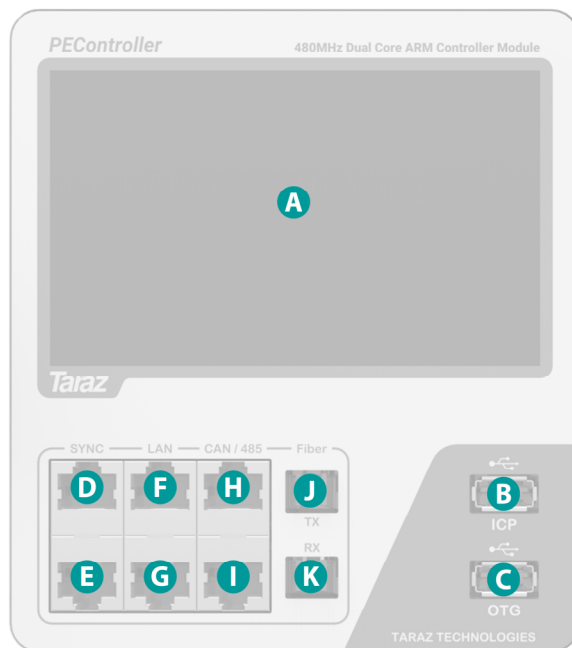 PEController
480MHz Dual Core ARM Controller Module
A
Taraz
SYNC
LAN
CAN / 485
Fiber
D
F
H
J
TX
B
ICP
E
G
I
RX
K
C
OTG
TARAZ TECHNOLOGIES